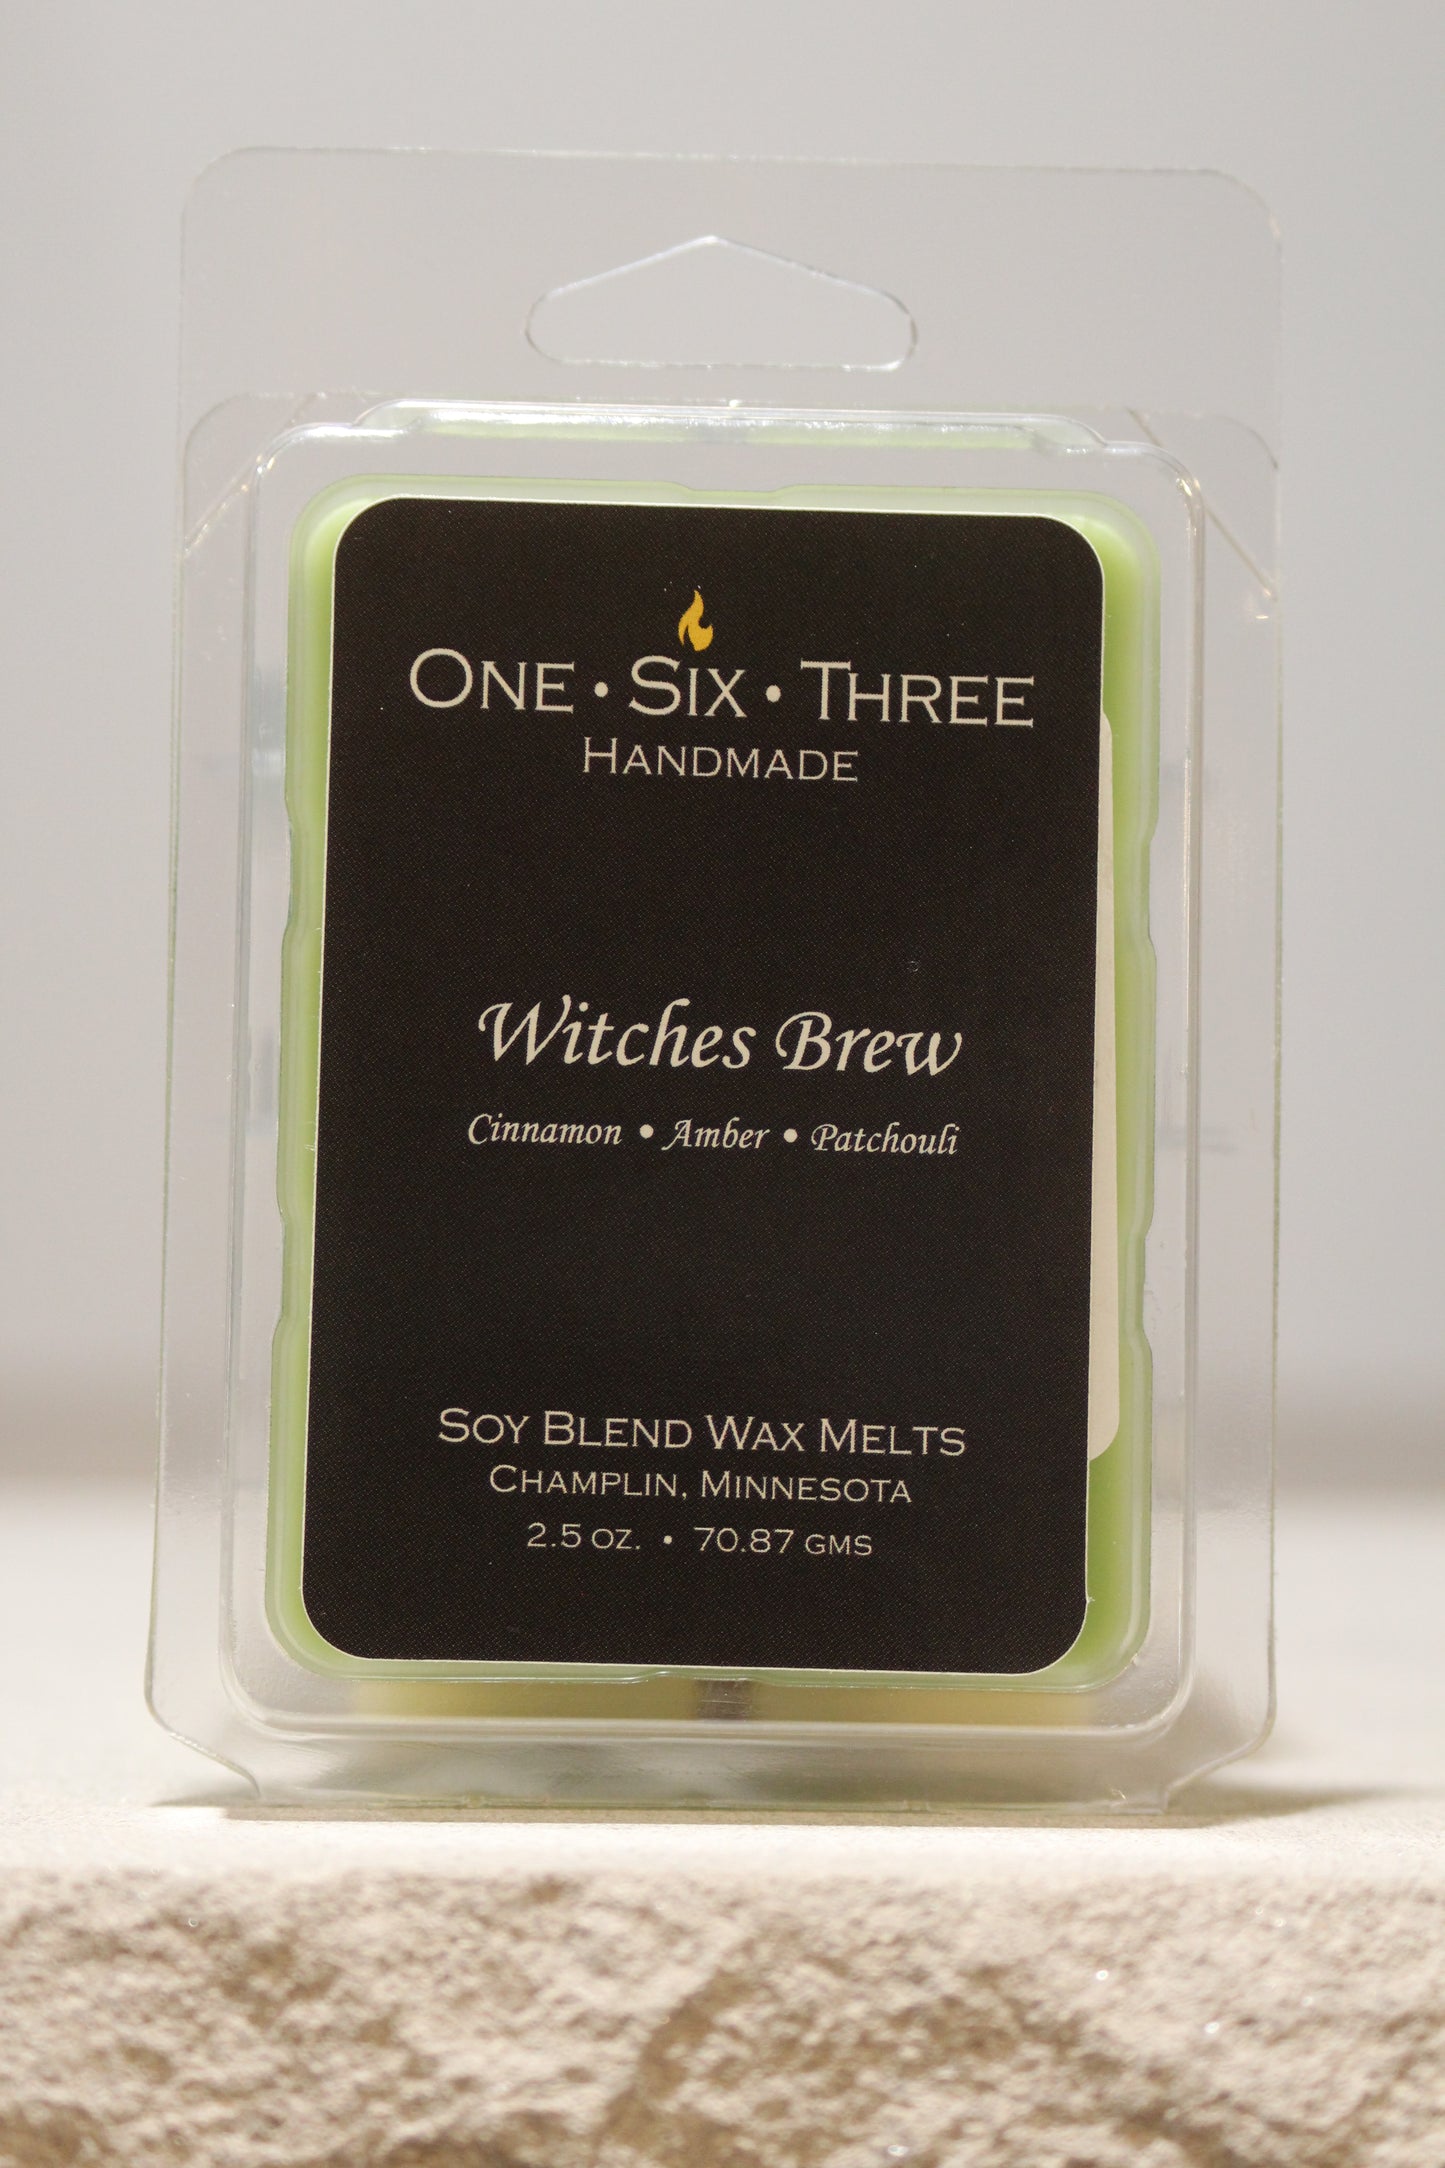 One • Six • Three
Handmade
Witches Brew
Cinnamon • Amber • Patchouli
Soy Blend Wax Melts
Champlin, Minnesota
2.5 oz. • 70.87 gms